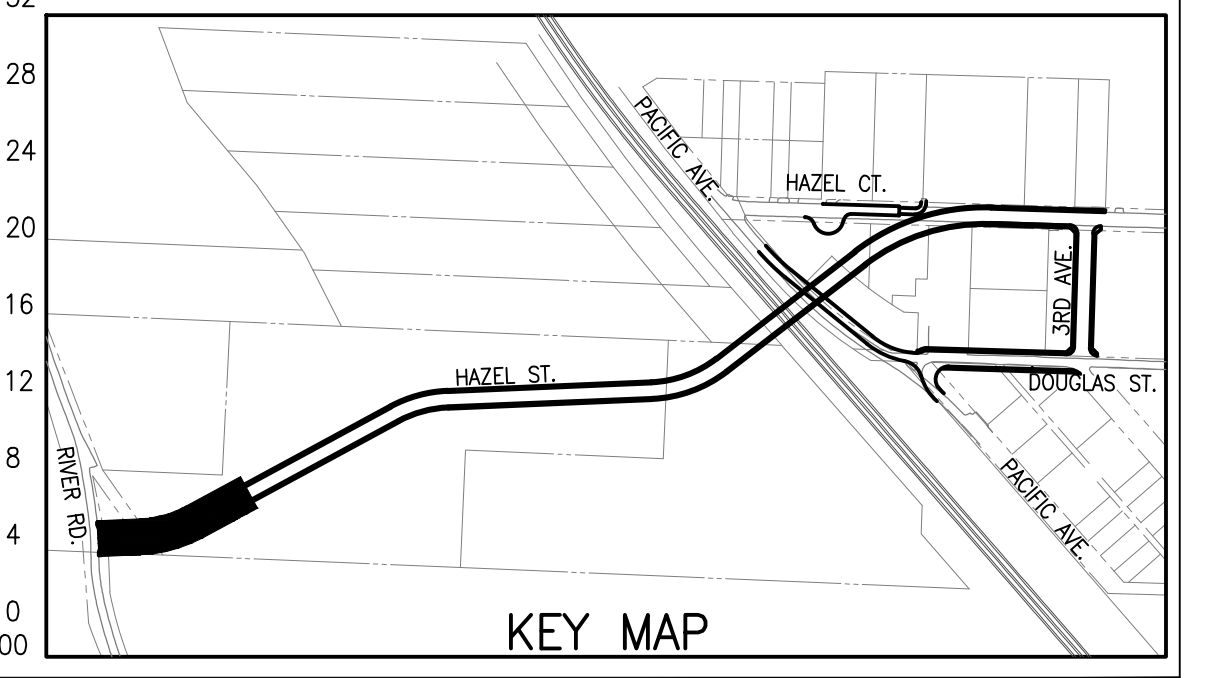 28
24
20
16
12
8
4
0
00
PACIFIC AVE.
HAZEL CT.
3RD AVE.
HAZEL ST.
DOUGLAS ST.
RIVER RD.
PACIFIC AVE.
KEY MAP